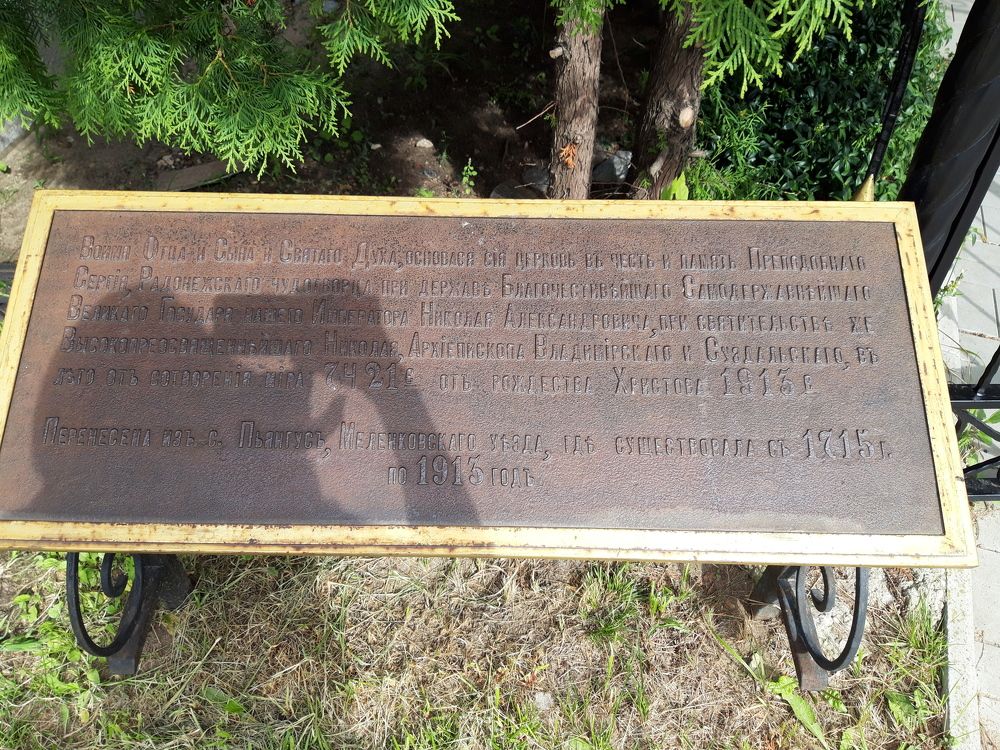 Во имя Отца и Сына и Святаго Духа, основася сія церковь въ честь и память Преподобнаго
Сергія, Радонежскаго чудотворца при державѣ Благочестивѣйшаго Самодержавнѣйшаго
Великаго Государя нашего Императора Николая Александровича, при святительствѣ же
Высокопреосвященнѣйшаго Николая, Архіепископа Владимірскаго и Суздальскаго, въ
лѣто отъ сотворенія міра 7421 е отъ рождества Христова 1913 е
Перенесена изъ с. Пьянгусъ, Меленковскаго уѣзда, гдѣ существовала съ 1715 г.
по 1913 годъ.